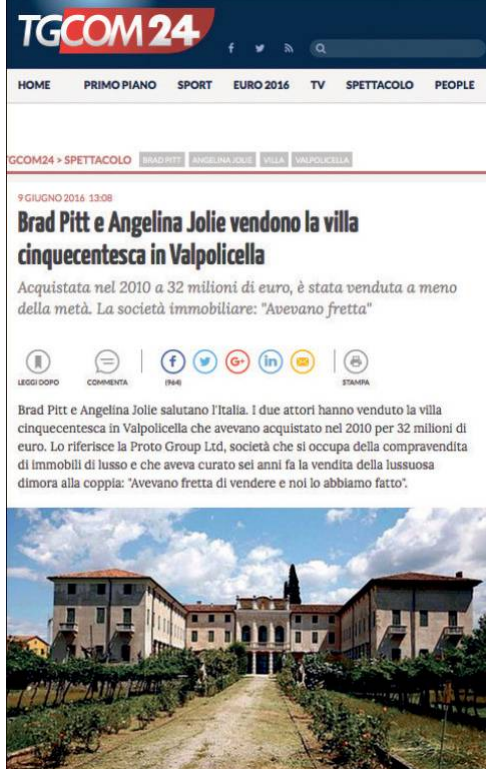 TGCOM 24
HOME PRIMO PIANO SPORT EURO 2016 TV SPETTACOLO PEOPLE
TGCOM24 > SPETTACOLO BRAD PITT ANGELINA JOLIE VILLA VALPOLICELLA
9 GIUGNO 2016 13:08
Brad Pitt e Angelina Jolie vendono la villa
cinquecentesca in Valpolicella
Acquistata nel 2010 a 32 milioni di euro, è stata venduta a meno
della metà. La società immobiliare: "Avevano fretta"
LEGGI DOPO COMMENTA (964) STAMPA
Brad Pitt e Angelina Jolie salutano l'Italia. I due attori hanno venduto la villa
cinquecentesca in Valpolicella che avevano acquistato nel 2010 per 32 milioni di
euro. Lo riferisce la Proto Group Ltd, società che si occupa della compravendita
di immobili di lusso e che aveva curato sei anni fa la vendita della lussuosa
dimora alla coppia: "Avevano fretta di vendere e noi lo abbiamo fatto".